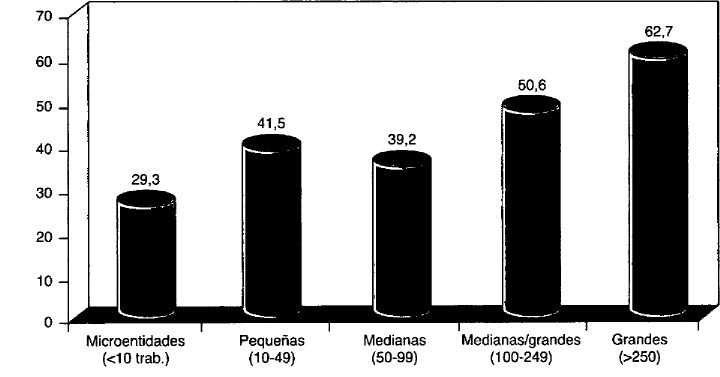 70
60
50
40
30
20
10
0
29,3
41,5
39,2
50,6
62,7
Microentidades
(<10 trab.)
Pequeñas
(10-49)
Medianas
(50-99)
Medianas/grandes
(100-249)
Grandes
(>250)